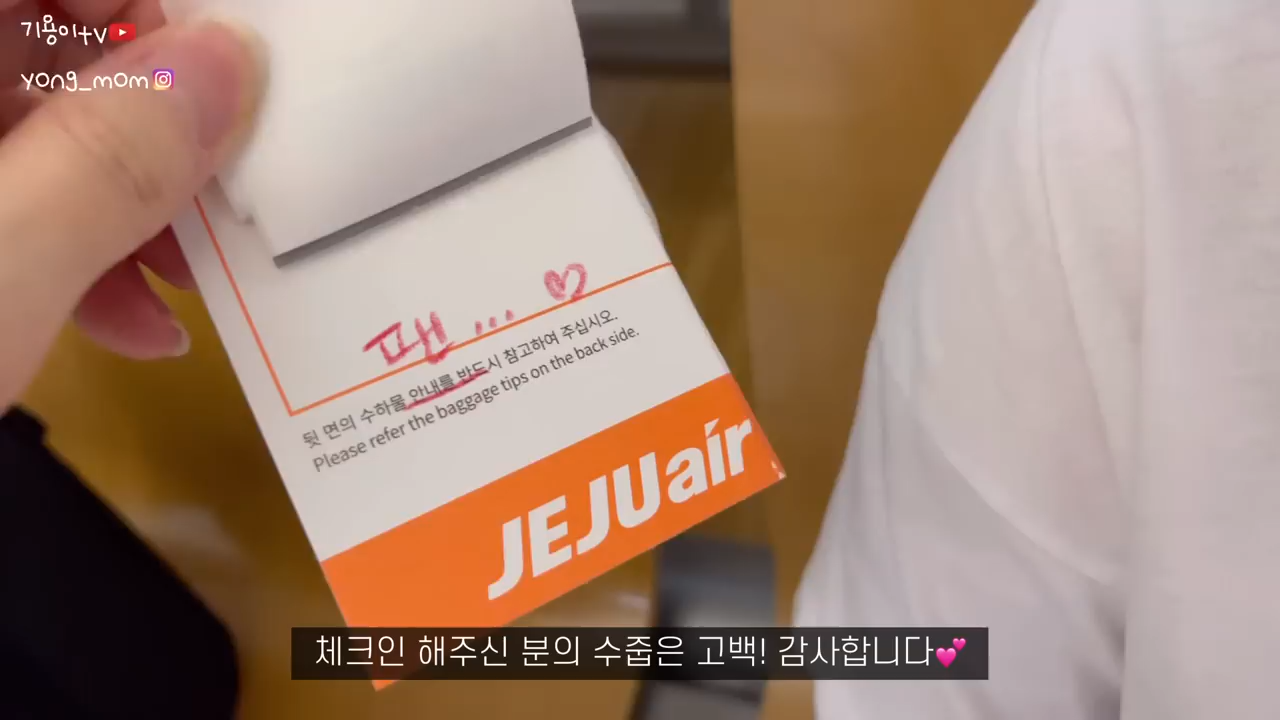 기용이tv
yong_mom
팬... ♡
뒷 면의 수하물 안내를 반드시 참고하여 주십시오.
Please refer the baggage tips on the back side.
JEJUair
체크인 해주신 분의 수줍은 고백! 감사합니다💕